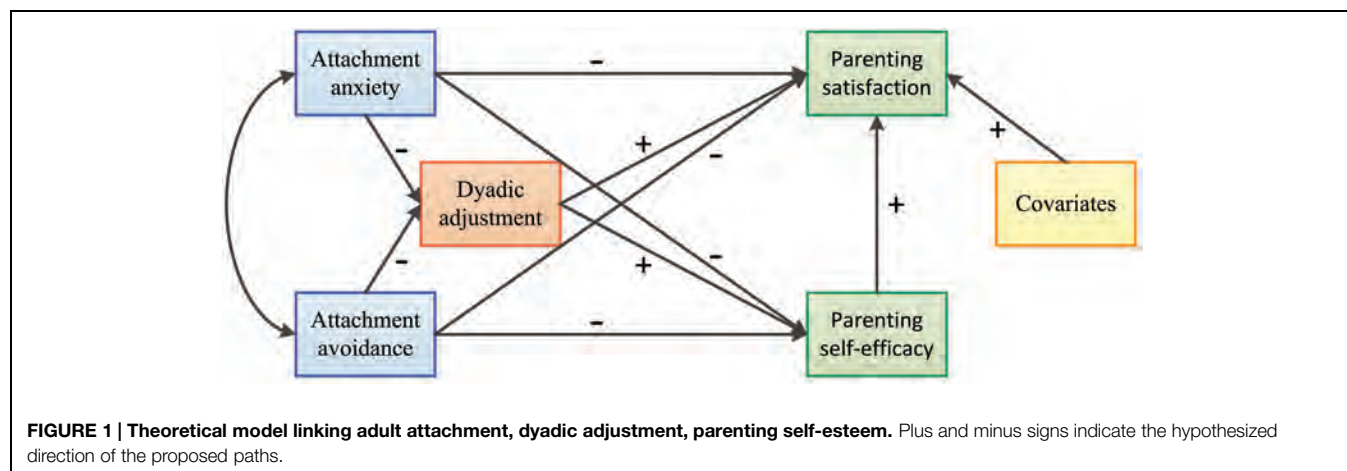 Attachment
anxiety
-
Parenting
satisfaction
-
+
-
+
Dyadic
adjustment
+
Covariates
-
+
-
Attachment
avoidance
-
Parenting
self-efficacy
FIGURE 1 | Theoretical model linking adult attachment, dyadic adjustment, parenting self-esteem. Plus and minus signs indicate the hypothesized
direction of the proposed paths.